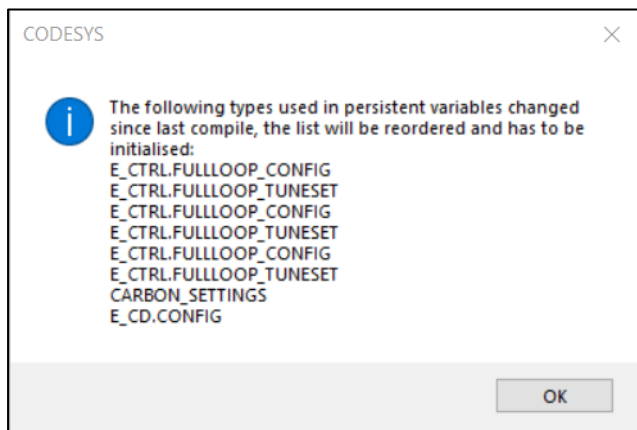 CODESYS
The following types used in persistent variables changed
since last compile, the list will be reordered and has to be
initialised:
E_CTRL.FULLLOOP_CONFIG
E_CTRL.FULLLOOP_TUNESET
E_CTRL.FULLLOOP_CONFIG
E_CTRL.FULLLOOP_TUNESET
E_CTRL.FULLLOOP_CONFIG
E_CTRL.FULLLOOP_TUNESET
CARBON_SETTINGS
E_CD.CONFIG
OK